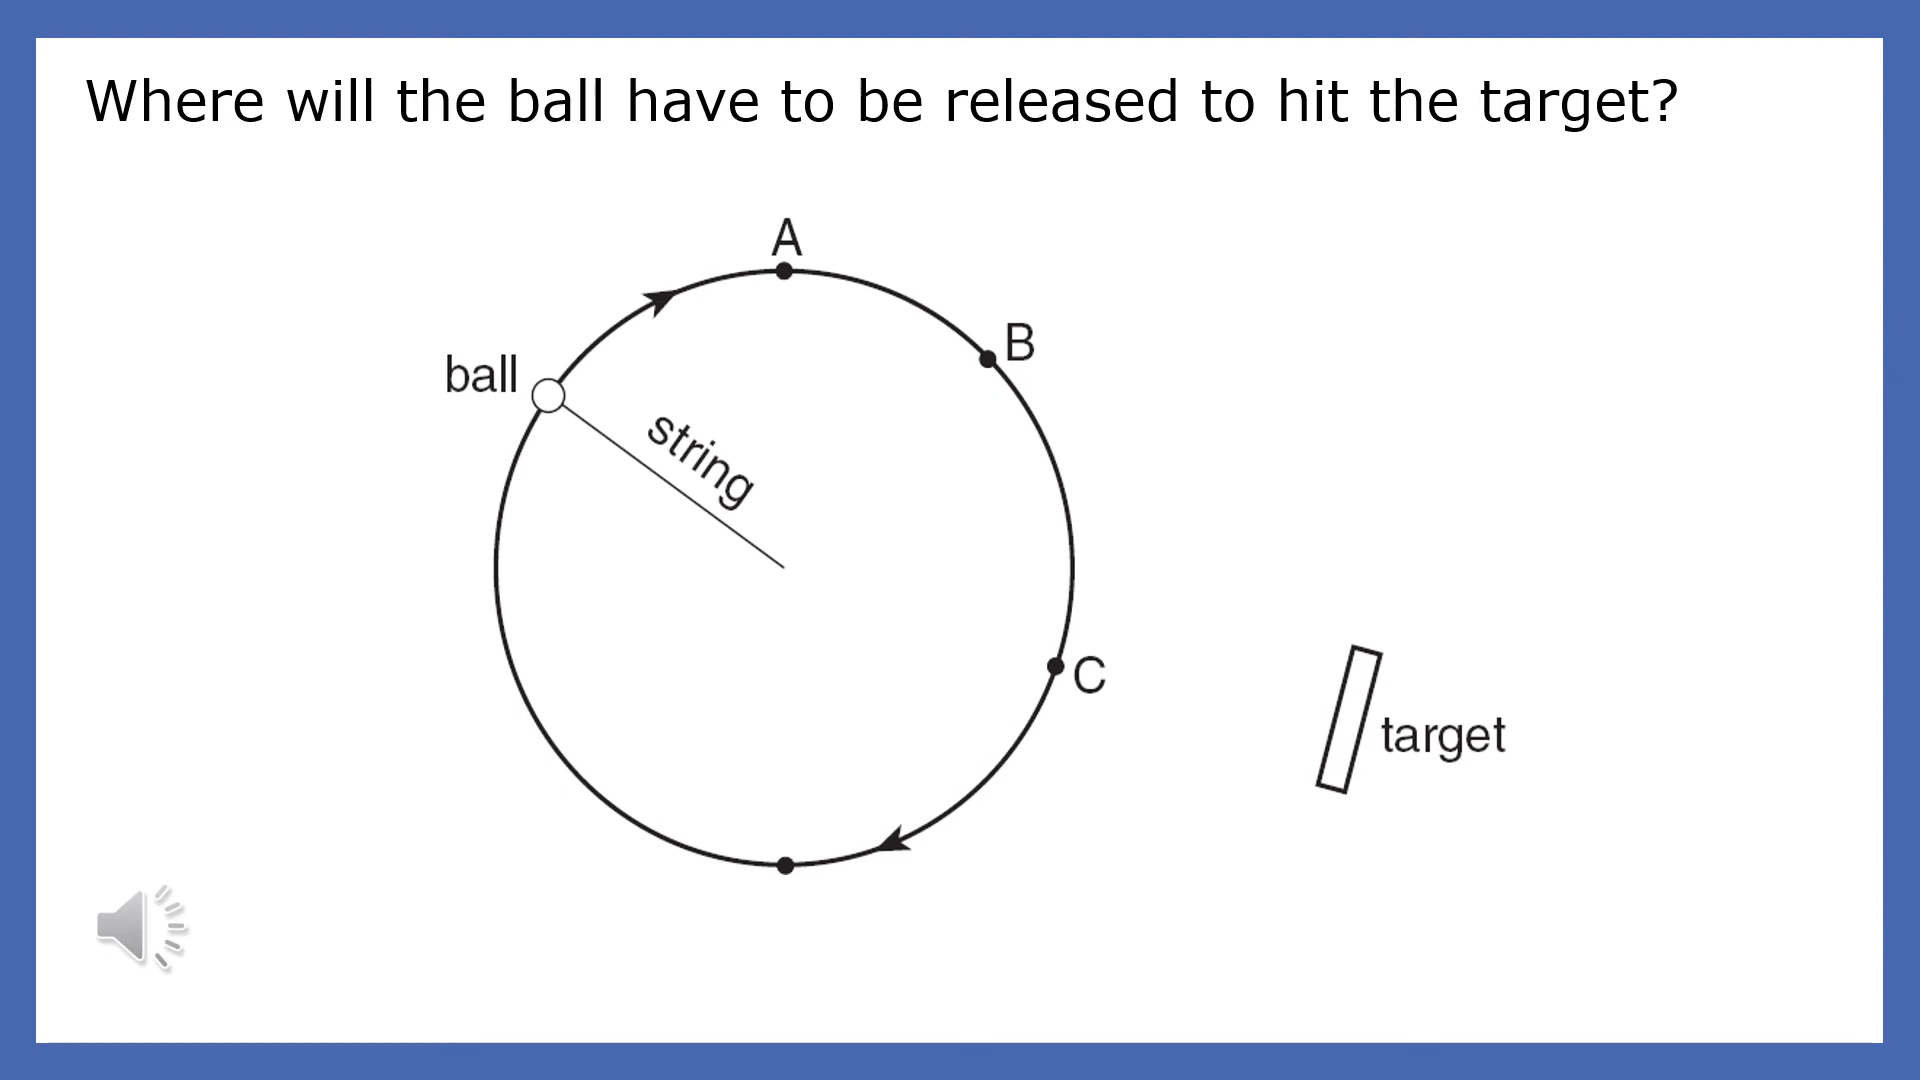 Where will the ball have to be released to hit the target?
A
B
ball
string
C
target